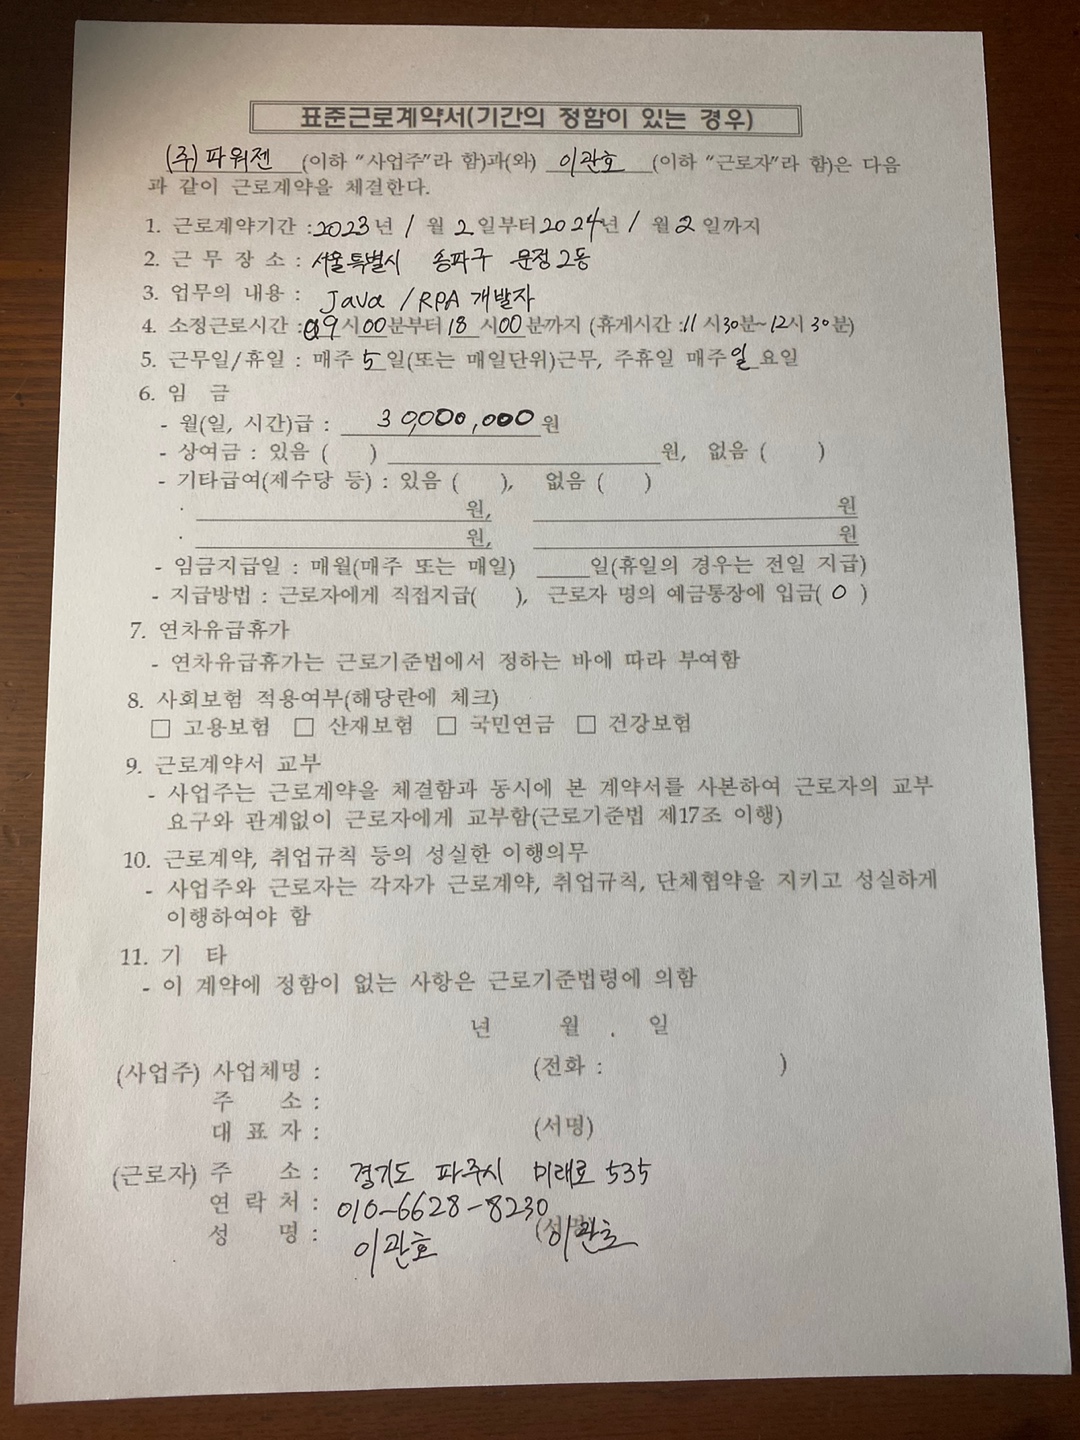 표준근로계약서(기간의 정함이 있는 경우)
(주)파워젠 (이하 “사업주”라 함)과(와) 이관호 (이하 “근로자”라 함)은 다음
과 같이 근로계약을 체결한다.
1. 근로계약기간 : 2023년 1 월 2 일부터 2024년 1 월 2 일까지
2. 근 무 장 소 : 서울특별시 송파구 문정2동
3. 업무의 내용 : Java / RPA 개발자
4. 소정근로시간 : 09시 00분부터 18 시 00분까지 (휴게시간 : 11 시 30분~ 12시 30분)
5. 근무일/휴일 : 매주 5 일(또는 매일단위)근무, 주휴일 매주 일 요일
6. 임 금
- 월(일, 시간)급 : 30,000,000 원
- 상여금 : 있음 ( ) 원, 없음 ( )
- 기타급여(제수당 등) : 있음 ( ), 없음 ( )
· 원, 원
· 원, 원
- 임금지급일 : 매월(매주 또는 매일) 일(휴일의 경우는 전일 지급)
- 지급방법 : 근로자에게 직접지급( ), 근로자 명의 예금통장에 입금( O )
7. 연차유급휴가
- 연차유급휴가는 근로기준법에서 정하는 바에 따라 부여함
8. 사회보험 적용여부(해당란에 체크)
□ 고용보험 □ 산재보험 □ 국민연금 □ 건강보험
9. 근로계약서 교부
- 사업주는 근로계약을 체결함과 동시에 본 계약서를 사본하여 근로자의 교부
요구와 관계없이 근로자에게 교부함(근로기준법 제17조 이행)
10. 근로계약, 취업규칙 등의 성실한 이행의무
- 사업주와 근로자는 각자가 근로계약, 취업규칙, 단체협약을 지키고 성실하게
이행하여야 함
11. 기 타
- 이 계약에 정함이 없는 사항은 근로기준법령에 의함
년 월 . 일
(사업주) 사업체명 : (전화 : )
주 소 :
대 표 자 : (서명)
(근로자) 주 소 : 경기도 파주시 미래로 535
연 락 처 : 010-6628-8230
성 명 : 이관호 (서명) 이관호